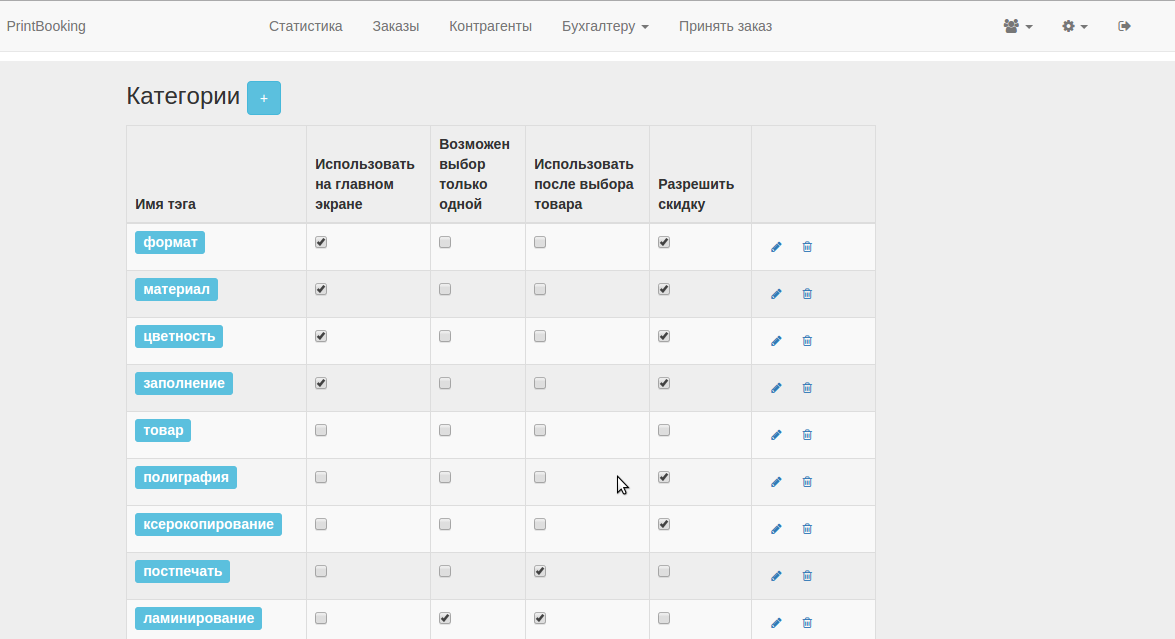 PrintBooking Статистика Заказы Контрагенты Бухгалтеру Принять заказ
Категории +
Имя тэга
Использовать
на главном
экране
Возможен
выбор
только
одной
Использовать
после выбора
товара
Разрешить
скидку
формат
материал
цветность
заполнение
товар
полиграфия
ксерокопирование
постпечать
ламинирование